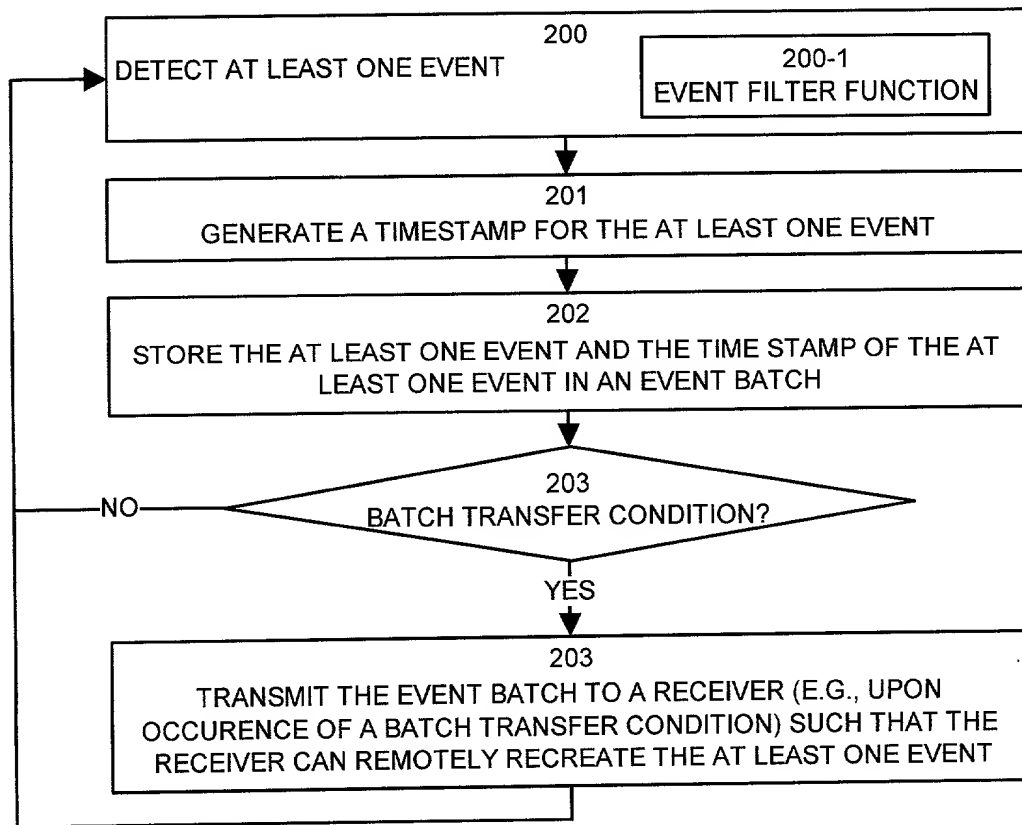 200
DETECT AT LEAST ONE EVENT
200-1
EVENT FILTER FUNCTION
201
GENERATE A TIMESTAMP FOR THE AT LEAST ONE EVENT
202
STORE THE AT LEAST ONE EVENT AND THE TIME STAMP OF THE AT
LEAST ONE EVENT IN AN EVENT BATCH
203
BATCH TRANSFER CONDITION?
NO
YES
203
TRANSMIT THE EVENT BATCH TO A RECEIVER (E.G., UPON
OCCURENCE OF A BATCH TRANSFER CONDITION) SUCH THAT THE
RECEIVER CAN REMOTELY RECREATE THE AT LEAST ONE EVENT